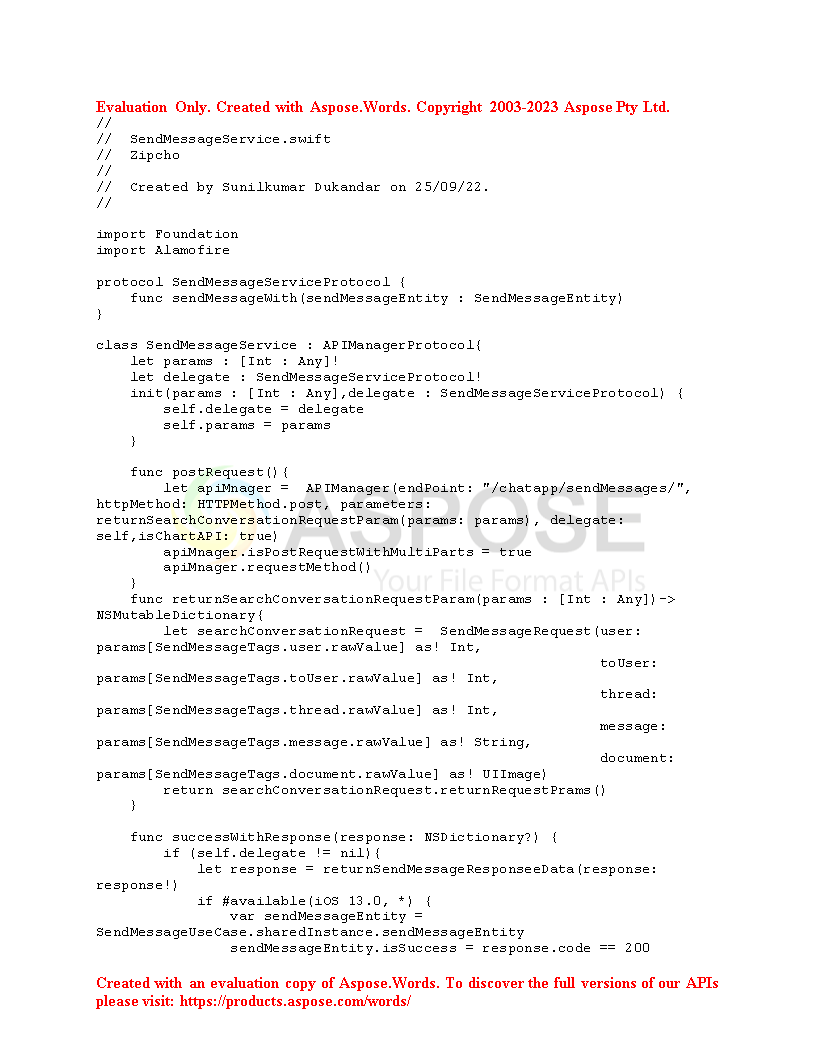 Evaluation Only. Created with Aspose.Words. Copyright 2003-2023 Aspose Pty Ltd.
//
//  SendMessageService.swift
//  Zipcho
//
//  Created by Sunilkumar Dukandar on 25/09/22.
//
import Foundation
import Alamofire
protocol SendMessageServiceProtocol {
    func sendMessageWith(sendMessageEntity : SendMessageEntity)
}
class SendMessageService : APIManagerProtocol{
    let params : [Int : Any]!
    let delegate : SendMessageServiceProtocol!
    init(params : [Int : Any],delegate : SendMessageServiceProtocol) {
        self.delegate = delegate
        self.params = params
    }
    func postRequest(){
        let apiMnager =  APIManager(endPoint: "/chatapp/sendMessages/",
httpMethod: HTTPMethod.post, parameters:
returnSearchConversationRequestParam(params: params), delegate:
self,isChartAPI: true)
        apiMnager.isPostRequestWithMultiParts = true
        apiMnager.requestMethod()
    }
    func returnSearchConversationRequestParam(params : [Int : Any])->
NSMutableDictionary{
        let searchConversationRequest =  SendMessageRequest(user:
params[SendMessageTags.user.rawValue] as! Int,
                                                            toUser:
params[SendMessageTags.toUser.rawValue] as! Int,
                                                            thread:
params[SendMessageTags.thread.rawValue] as! Int,
                                                            message:
params[SendMessageTags.message.rawValue] as! String,
                                                            document:
params[SendMessageTags.document.rawValue] as! UIImage)
        return searchConversationRequest.returnRequestPrams()
    }
    func successWithResponse(response: NSDictionary?) {
        if (self.delegate != nil){
            let response = returnSendMessageResponseeData(response:
response!)
            if #available(iOS 13.0, *) {
                var sendMessageEntity =
SendMessageUseCase.sharedInstance.sendMessageEntity
                sendMessageEntity.isSuccess = response.code == 200
ASPOSE
Your File Format APIs
Created with an evaluation copy of Aspose.Words. To discover the full versions of our APIs
please visit: https://products.aspose.com/words/